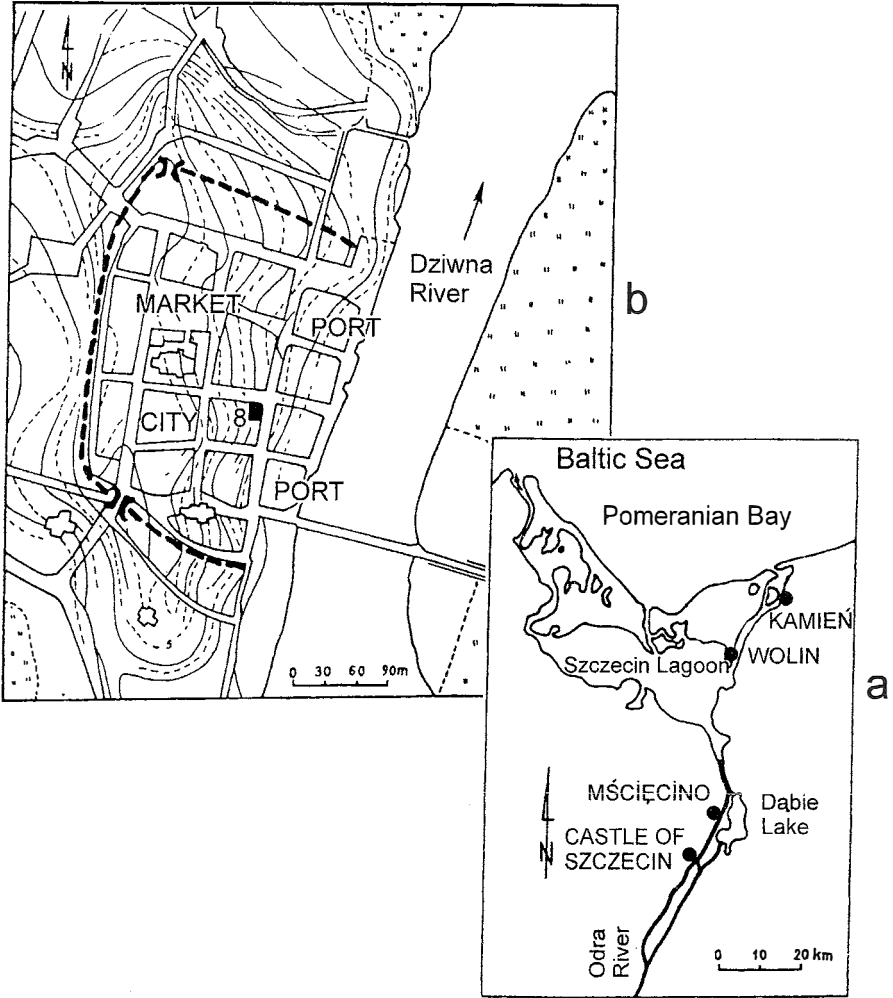 N
Dziwna
River
b
MARKET
PORT
CITY
8
PORT
5
0 30 60 90m
Baltic Sea
Pomeranian Bay
KAMIEŃ
WOLIN
Szczecin Lagoon
a
MŚCIĘCINO
Dąbie
Lake
CASTLE OF
SZCZECIN
N
Odra
River
0 10 20 km